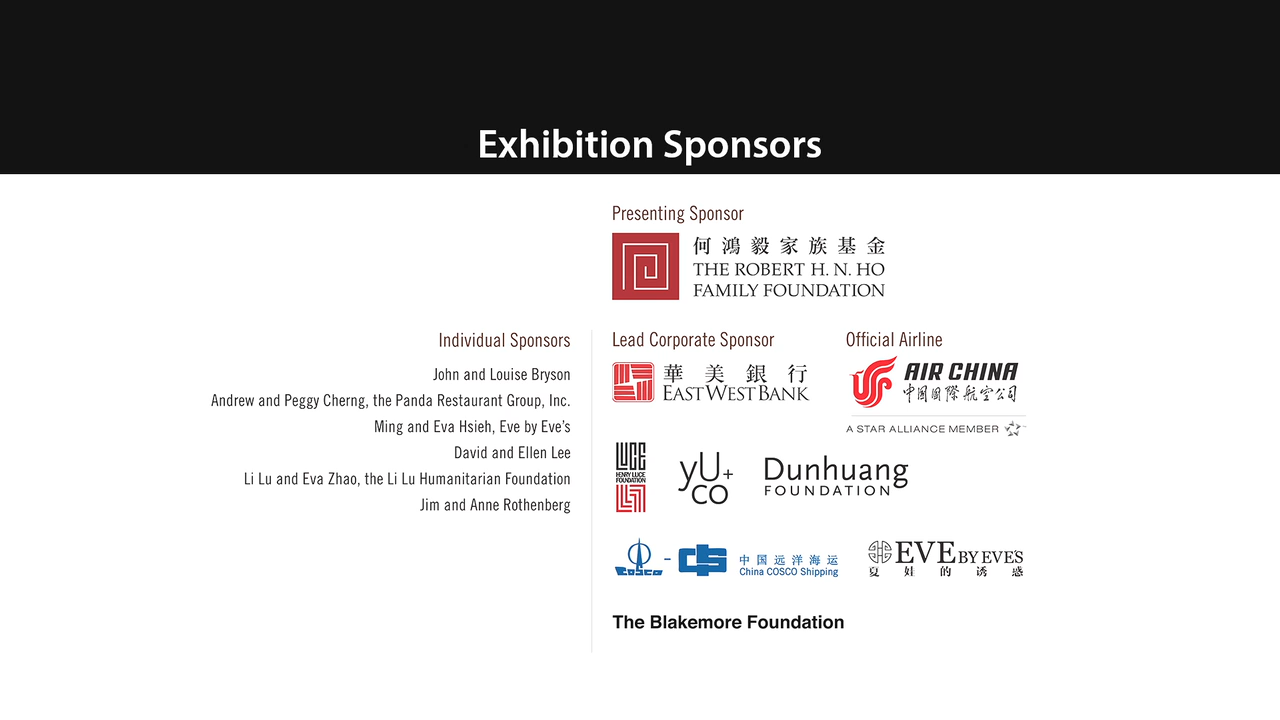 Exhibition Sponsors
Presenting Sponsor
何鴻毅家族基金
THE ROBERT H. N. HO
FAMILY FOUNDATION
Individual Sponsors
John and Louise Bryson
Andrew and Peggy Cherng, the Panda Restaurant Group, Inc.
Ming and Eva Hsieh, Eve by Eve's
David and Ellen Lee
Li Lu and Eva Zhao, the Li Lu Humanitarian Foundation
Jim and Anne Rothenberg
Lead Corporate Sponsor
華美銀行
EASTWESTBANK
Official Airline
AIR CHINA
中国国際航空公司
A STAR ALLIANCE MEMBER
LUCE
HENRY LUCE
FOUNDATION
yU+
co
Dunhuang
FOUNDATION
COSCO
中国远洋海运
China COSCO Shipping
EVE BY EVE'S
夏娃的诱惑
The Blakemore Foundation